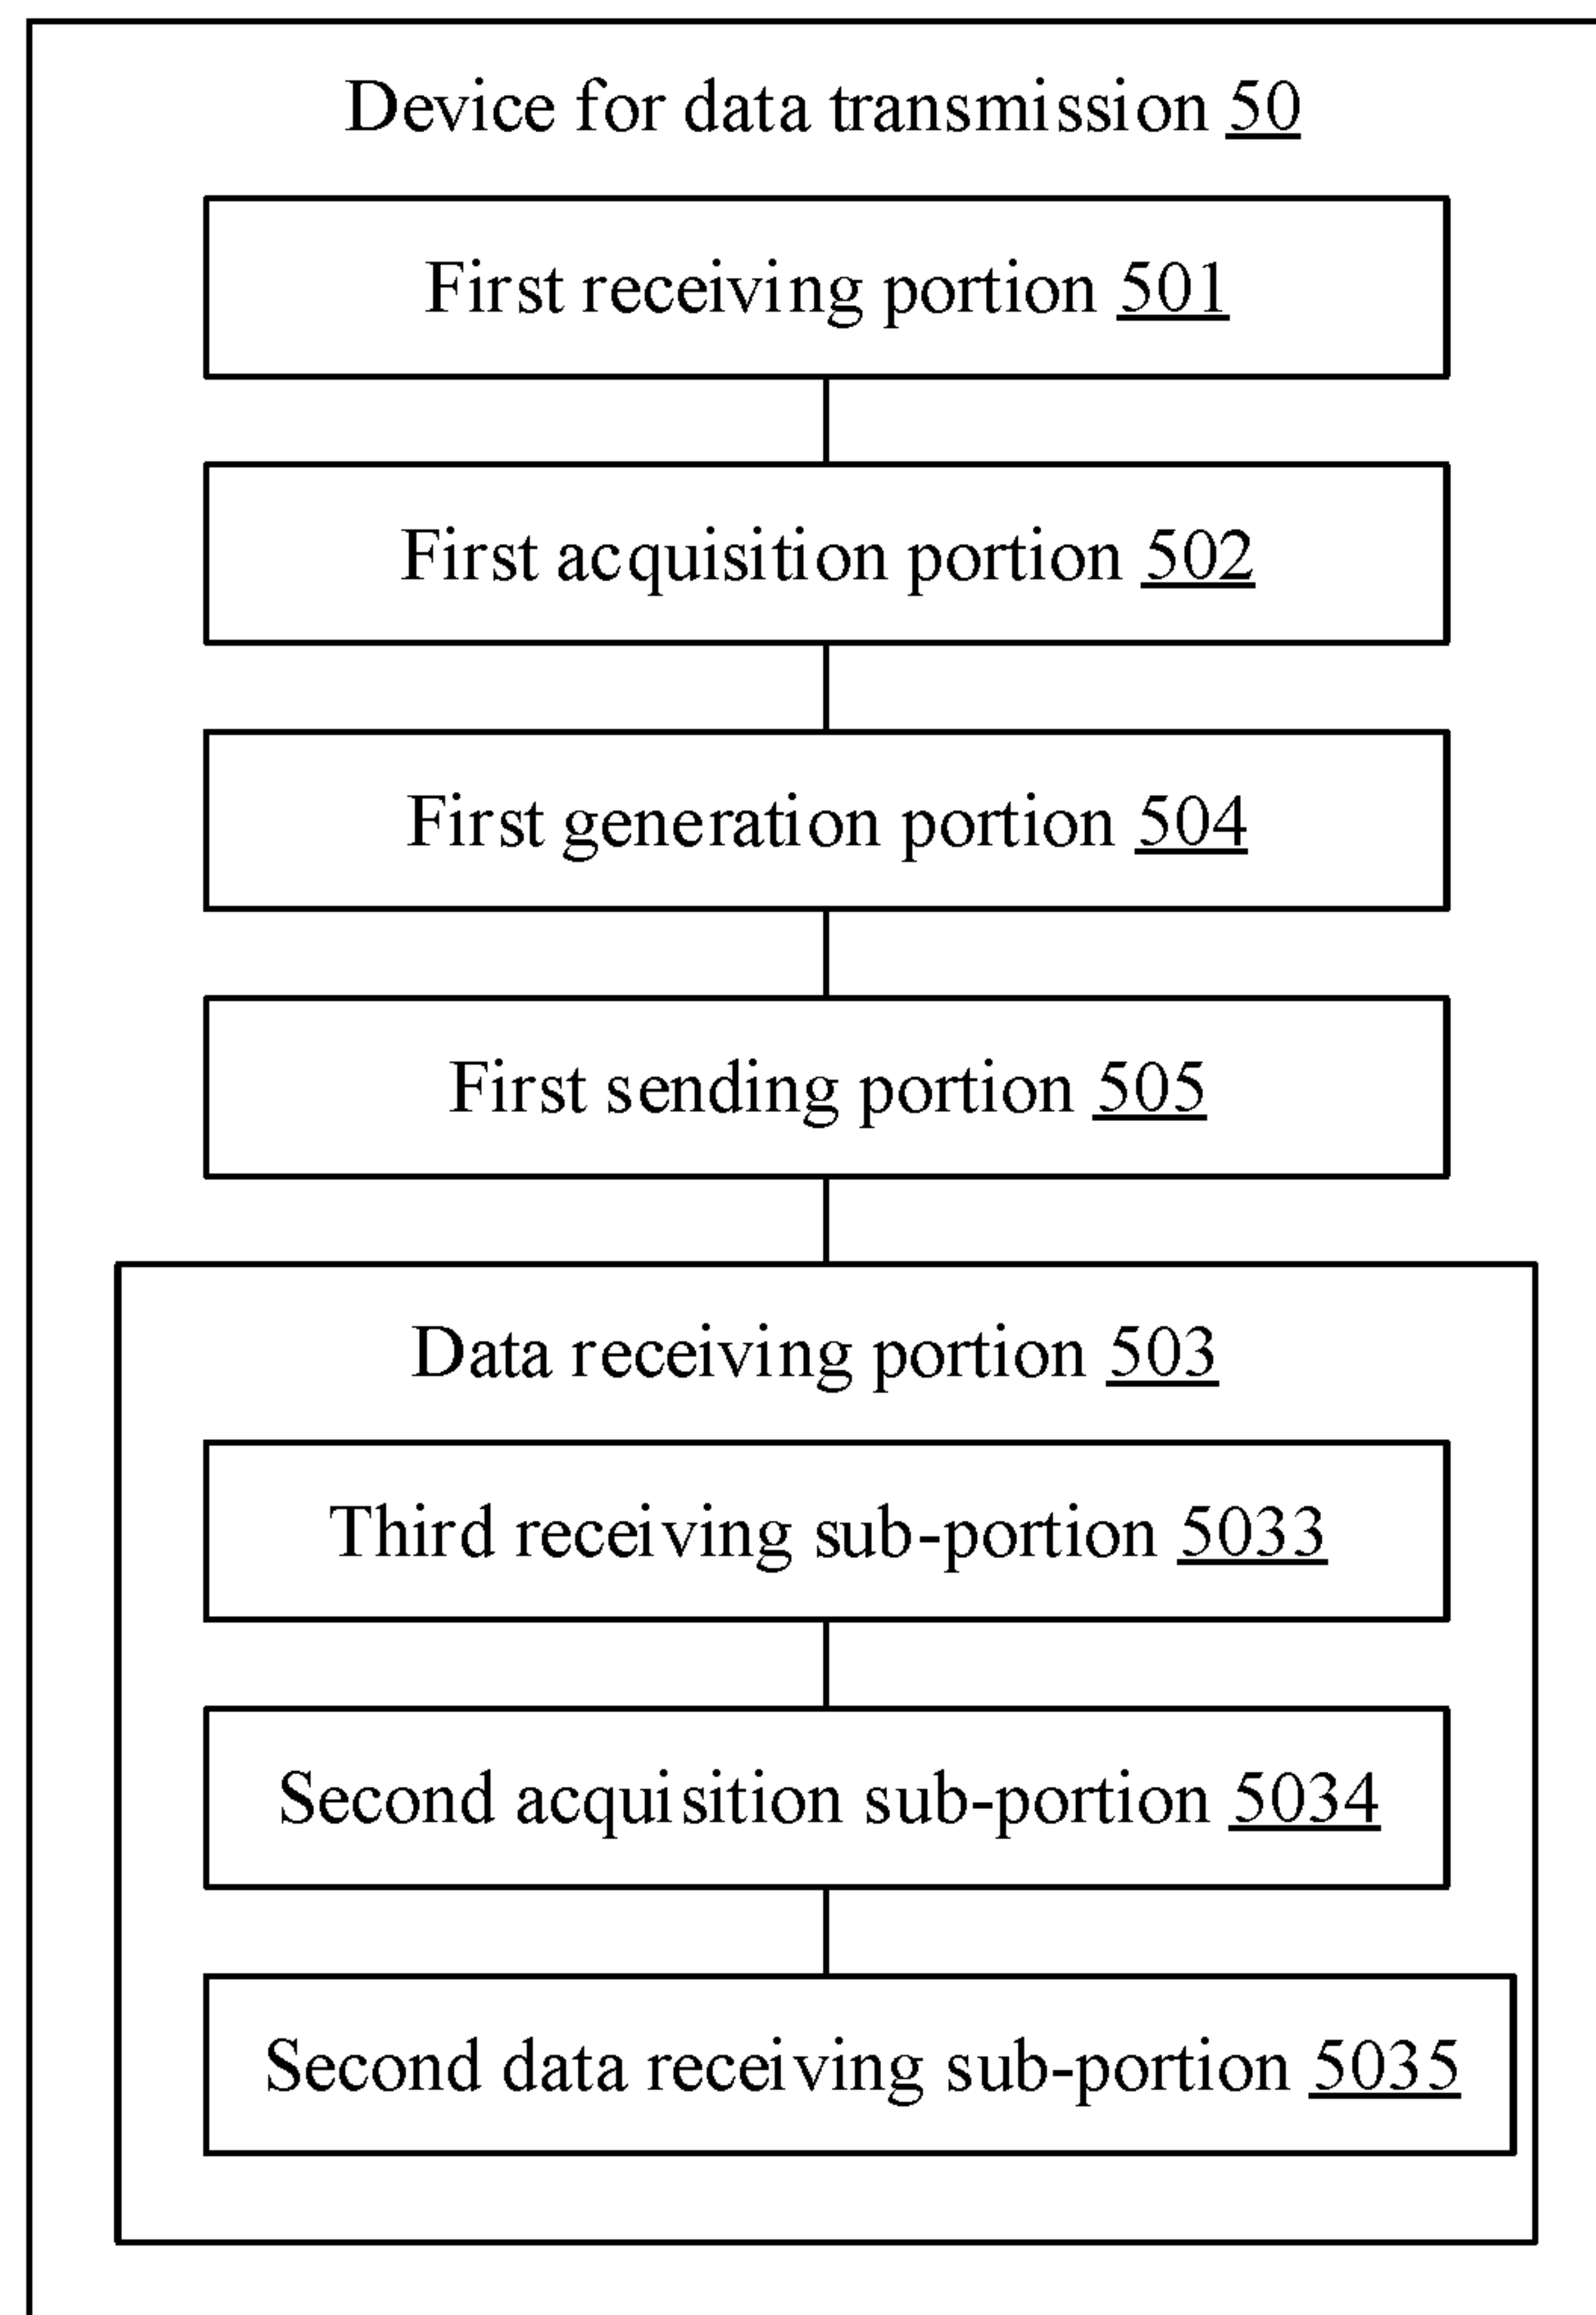 Device for data transmission 50
First receiving portion 501
First acquisition portion 502
First generation portion 504
First sending portion 505
Data receiving portion 503
Third receiving sub-portion 5033
Second acquisition sub-portion 5034
Second data receiving sub-portion 5035